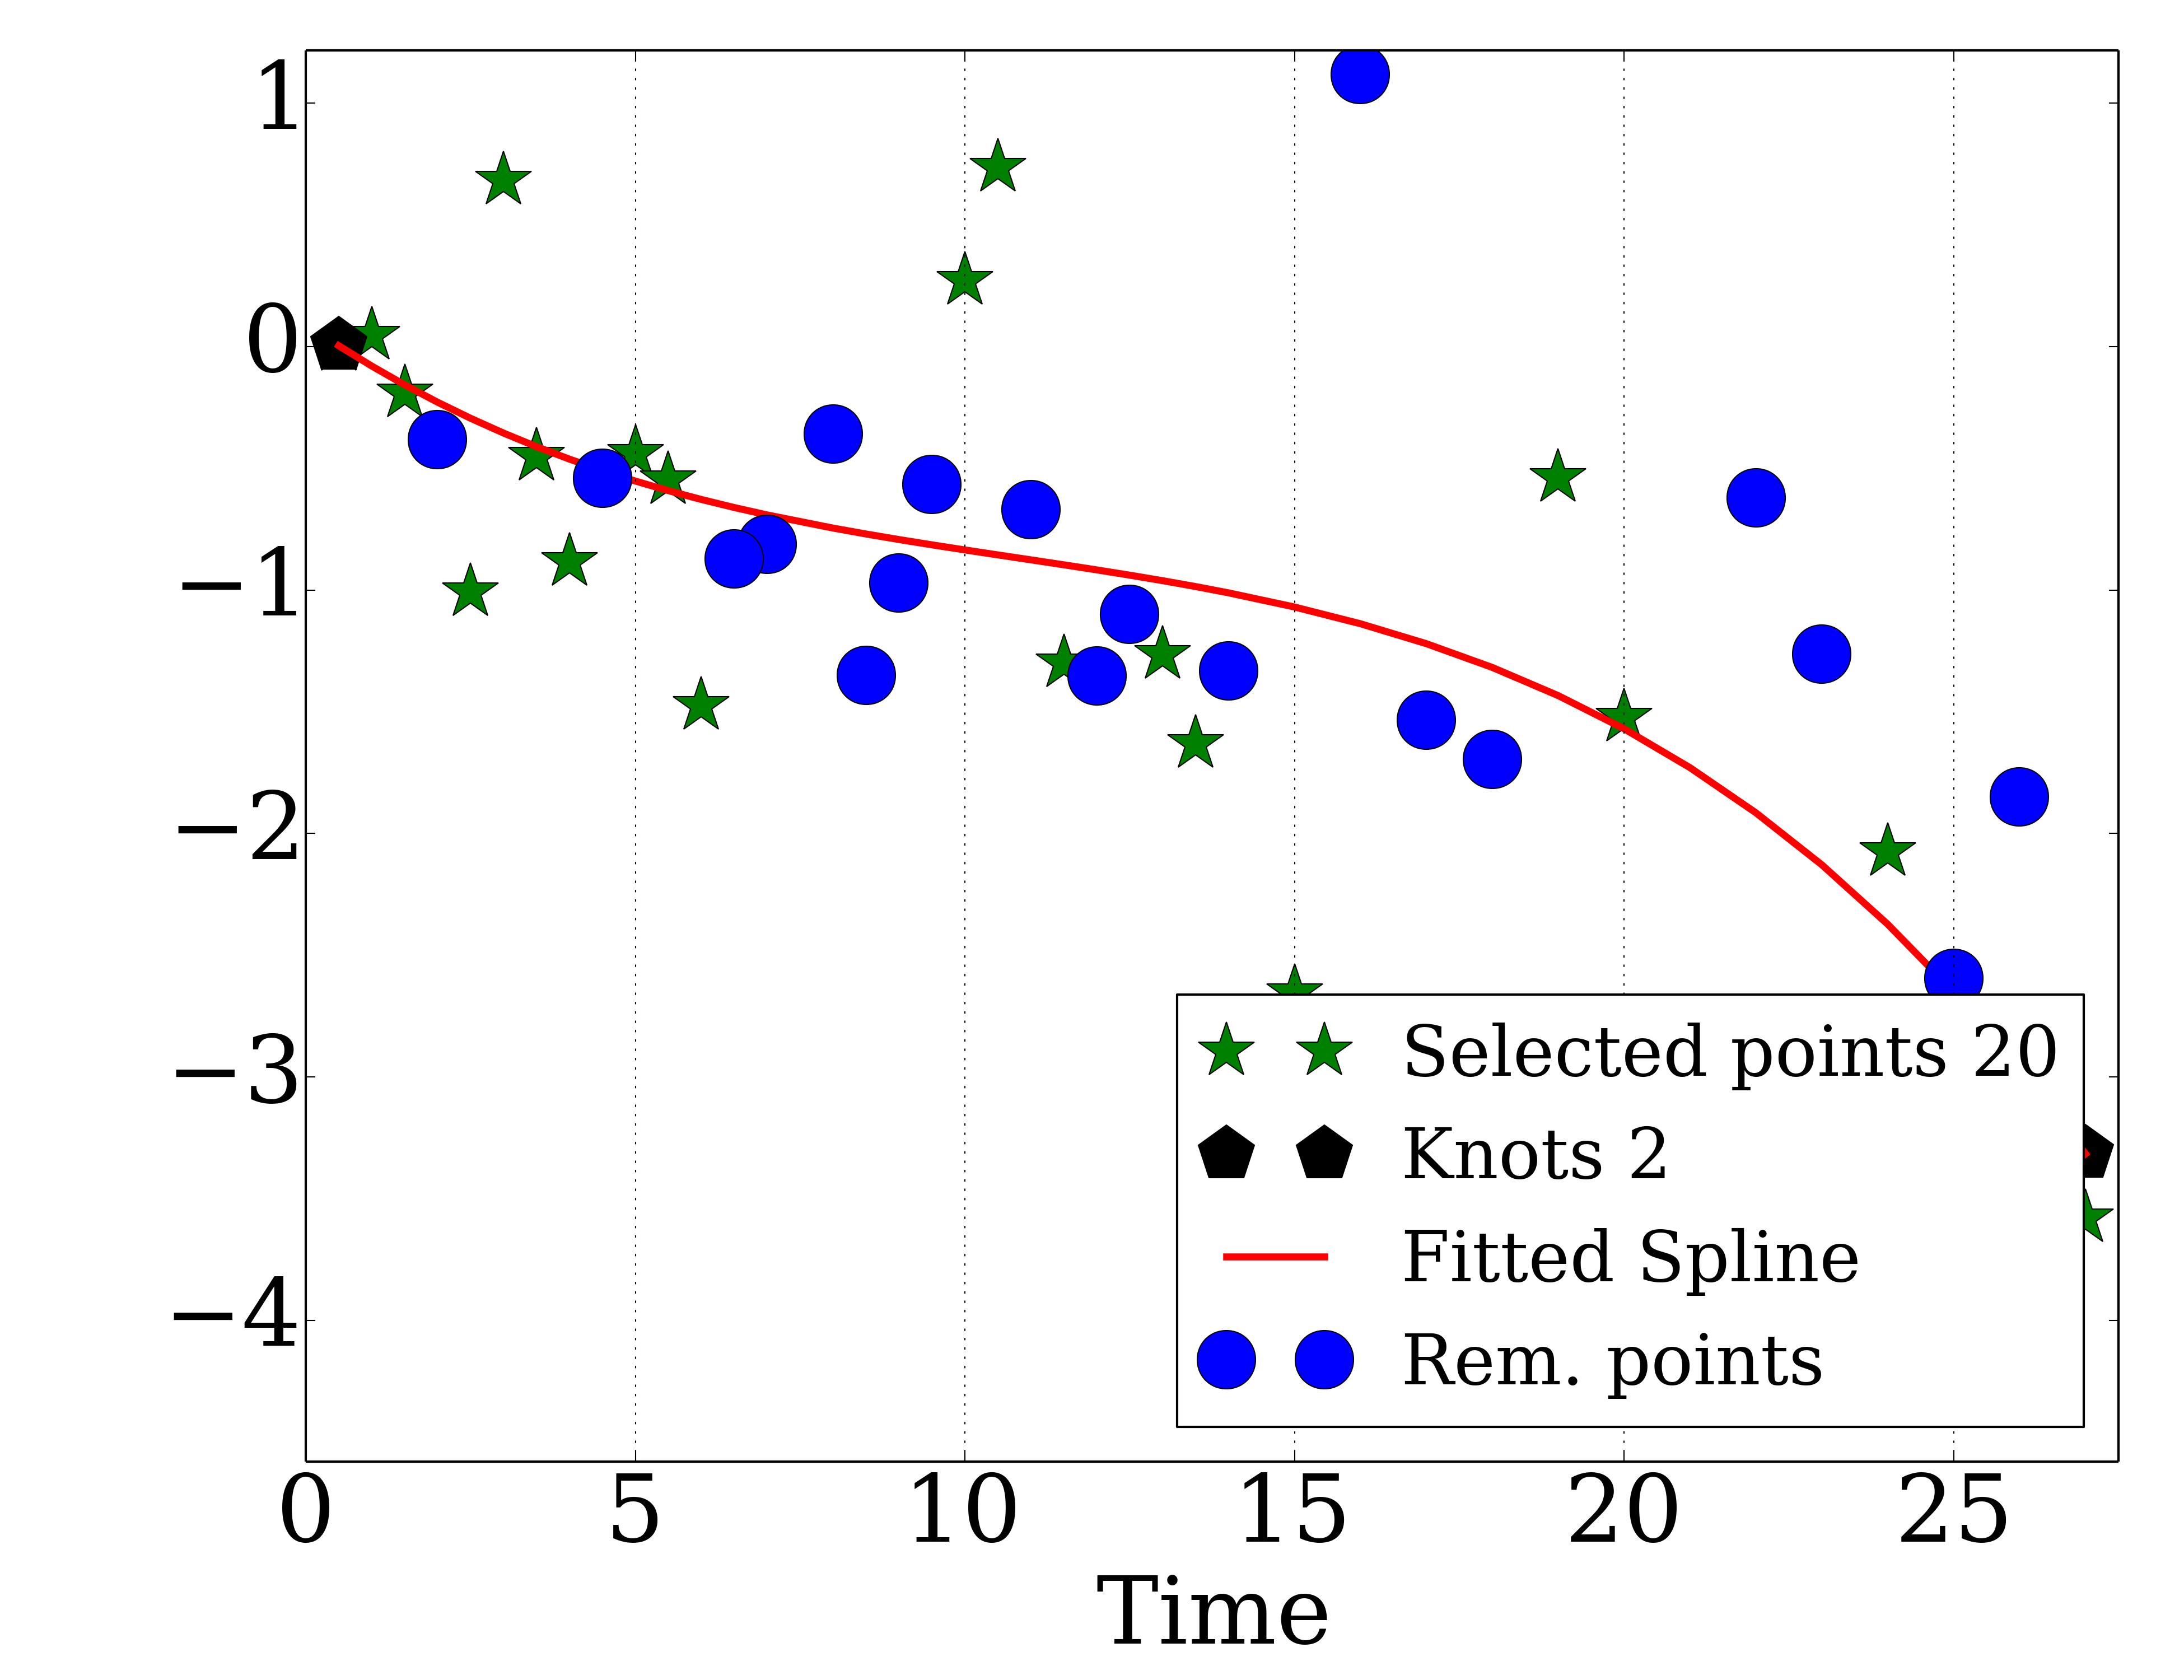 1
0
−1
−2
−3
−4
0 5 10 15 20 25
Time
Selected points 20
Knots 2
Fitted Spline
Rem. points